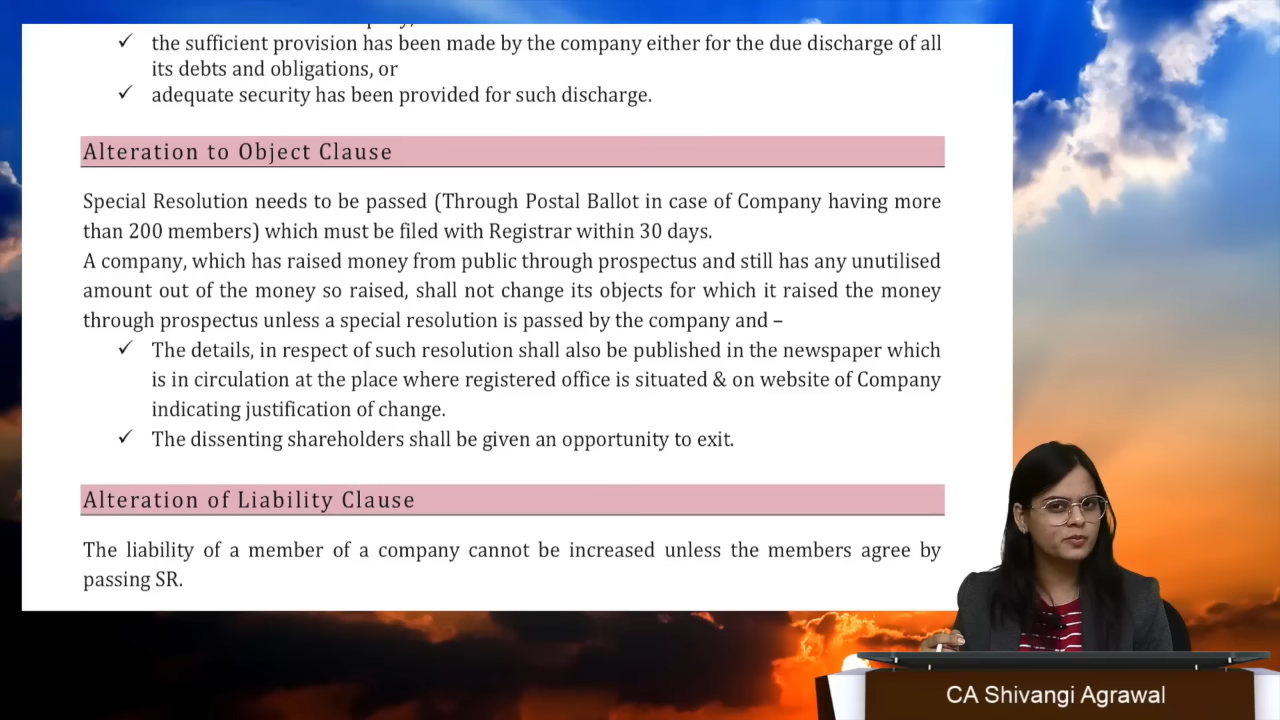 the sufficient provision has been made by the company either for the due discharge of all
its debts and obligations, or
adequate security has been provided for such discharge.
Alteration to Object Clause
Special Resolution needs to be passed (Through Postal Ballot in case of Company having more
than 200 members) which must be filed with Registrar within 30 days.
A company, which has raised money from public through prospectus and still has any unutilised
amount out of the money so raised, shall not change its objects for which it raised the money
through prospectus unless a special resolution is passed by the company and –
The details, in respect of such resolution shall also be published in the newspaper which
is in circulation at the place where registered office is situated & on website of Company
indicating justification of change.
The dissenting shareholders shall be given an opportunity to exit.
Alteration of Liability Clause
The liability of a member of a company cannot be increased unless the members agree by
passing SR.
CA Shivangi Agrawal